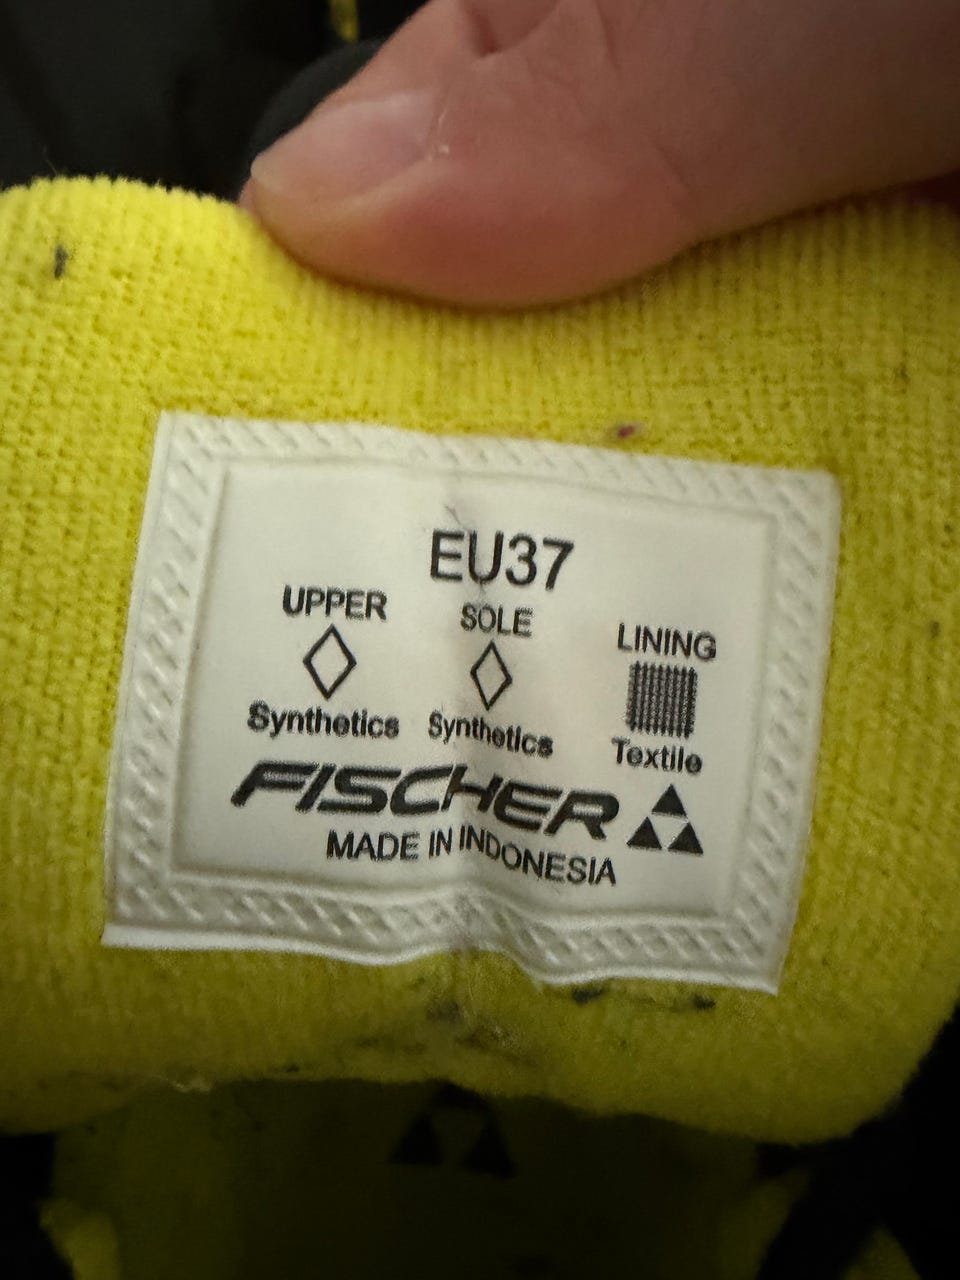 EU37
UPPER SOLE LINING
Synthetics Synthetics Textile
FISCHER
MADE IN INDONESIA